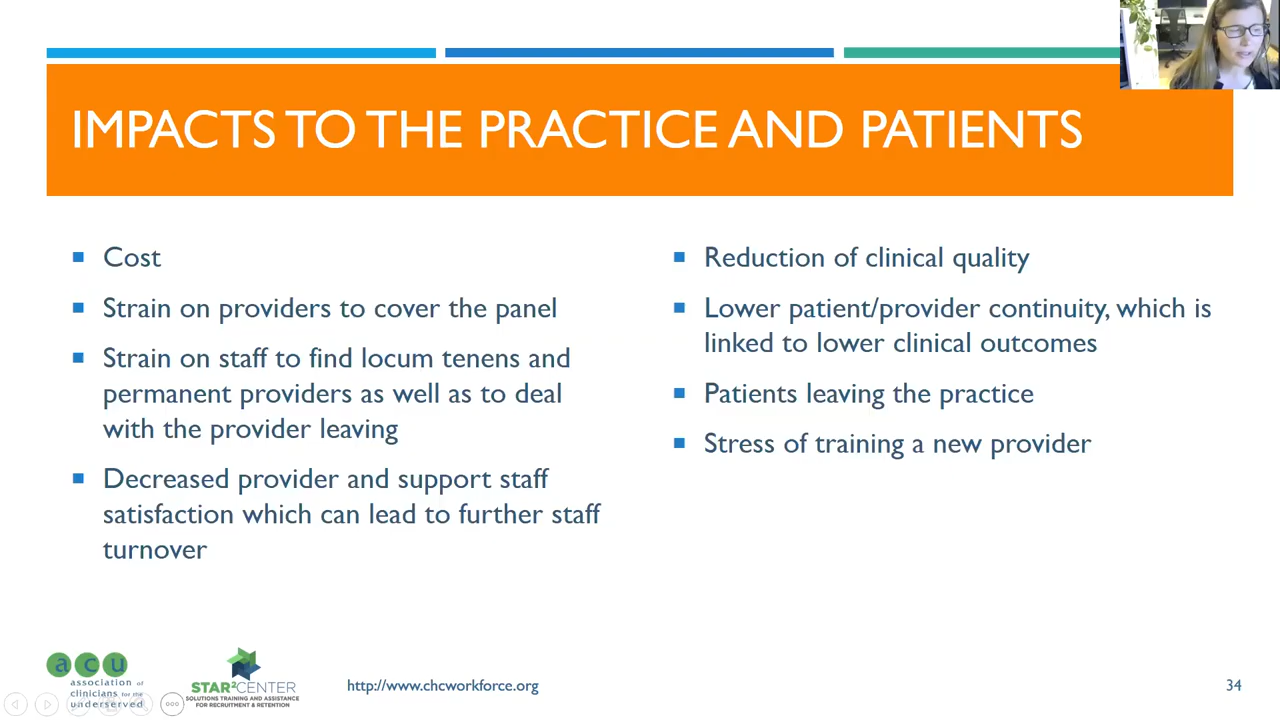 IMPACTS TO THE PRACTICE AND PATIENTS
Cost
Strain on providers to cover the panel
Strain on staff to find locum tenens and
permanent providers as well as to deal
with the provider leaving
Decreased provider and support staff
satisfaction which can lead to further staff
turnover
Reduction of clinical quality
Lower patient/provider continuity, which is
linked to lower clinical outcomes
Patients leaving the practice
Stress of training a new provider
acu
association of
clinicians for the
underserved
STAR² CENTER
SOLUTIONS TRAINING AND ASSISTANCE
FOR RECRUITMENT & RETENTION
http://www.chcworkforce.org
34